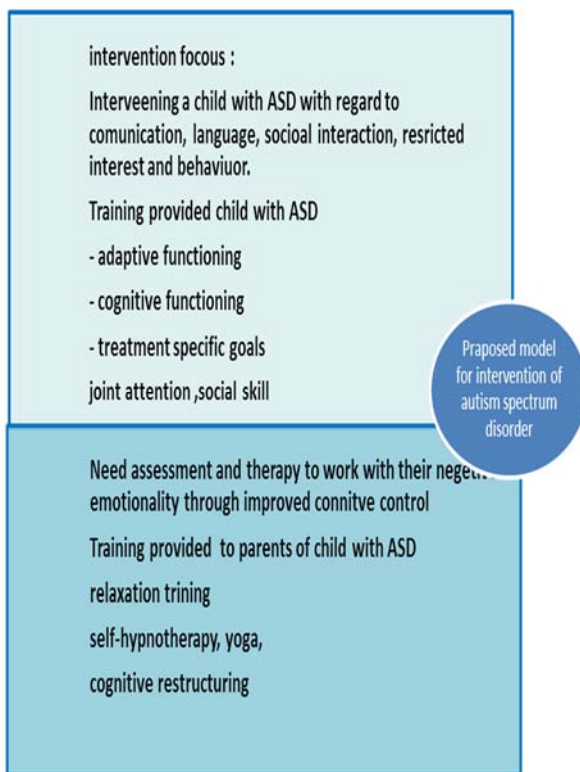 intervention focous :
Interveening a child with ASD with regard to
comunication, language, socioal interaction, resricted
interest and behaviuor.
Training provided child with ASD
- adaptive functioning
- cognitive functioning
- treatment specific goals
joint attention ,social skill
Praposed model
for intervention of
autism spectrum
disorder
Need assessment and therapy to work with their
emotionality through improved connitve control
Training provided to parents of child with ASD
relaxation trining
self-hypnotherapy, yoga,
cognitive restructuring